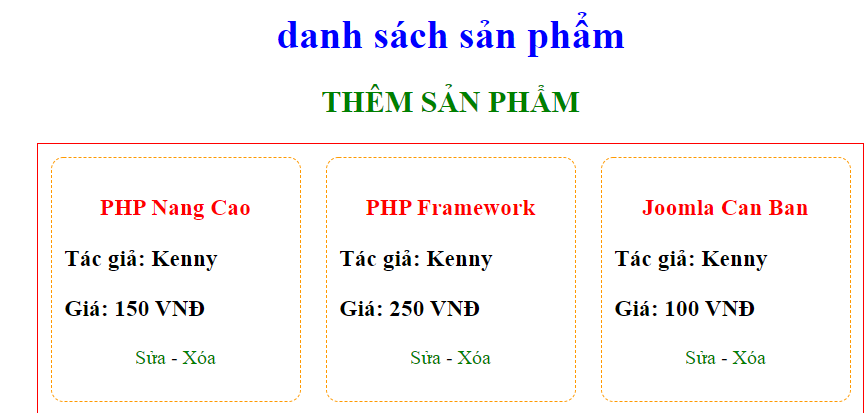 danh sách sản phẩm
THÊM SẢN PHẨM
PHP Nang Cao
Tác giả: Kenny
Giá: 150 VNĐ
Sửa - Xóa
PHP Framework
Tác giả: Kenny
Giá: 250 VNĐ
Sửa - Xóa
Joomla Can Ban
Tác giả: Kenny
Giá: 100 VNĐ
Sửa - Xóa